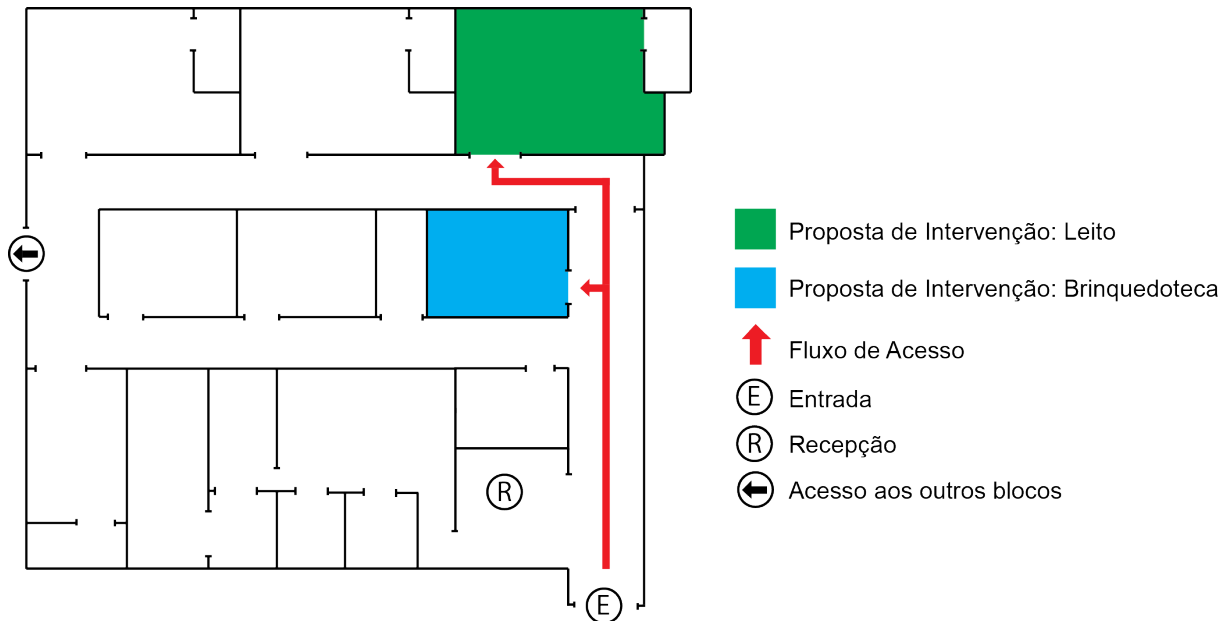 Proposta de Intervenção: Leito
Proposta de Intervenção: Brinquedoteca
Fluxo de Acesso
E Entrada
R Recepção
Acesso aos outros blocos
R
E